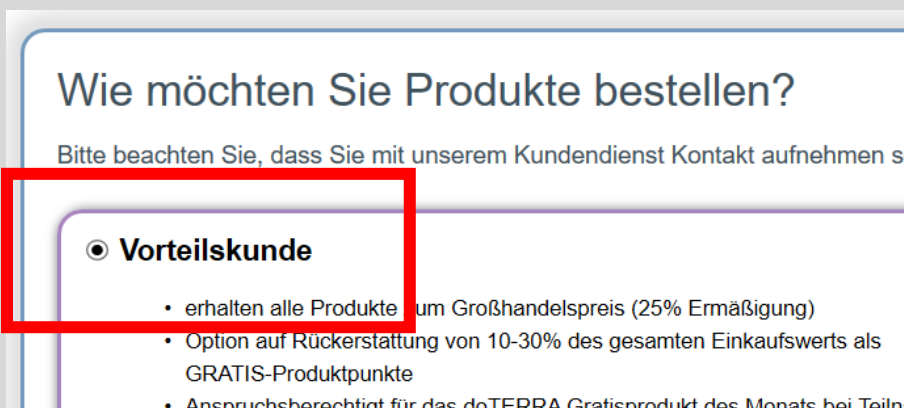 Wie möchten Sie Produkte bestellen?
Bitte beachten Sie, dass Sie mit unserem Kundendienst Kontakt aufnehmen
Vorteilskunde
• erhalten alle Produkte um Großhandelspreis (25% Ermäßigung)
• Option auf Rückerstattung von 10-30% des gesamten Einkaufswerts als
GRATIS-Produktpunkte
• Anspruchsberechtigt für das doTERRA Gratisprodukt des Monats bei